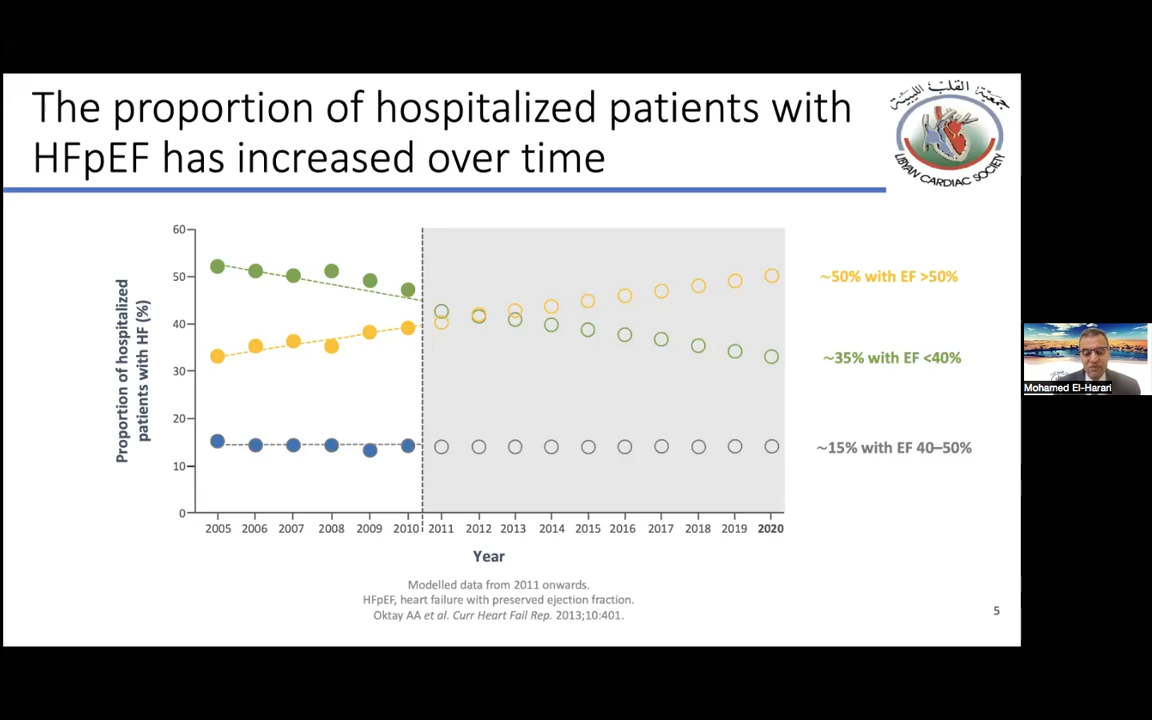 The proportion of hospitalized patients with
HFpEF has increased over time
جمعية القلب الليبية
LIBYAN CARDIAC SOCIETY
Proportion of hospitalized
patients with HF (%)
60
50
40
30
20
10
0
2005 2006 2007 2008 2009 2010 2011 2012 2013 2014 2015 2016 2017 2018 2019 2020
Year
~50% with EF >50%
~35% with EF <40%
~15% with EF 40–50%
Modelled data from 2011 onwards.
HFpEF, heart failure with preserved ejection fraction.
Oktay AA et al. Curr Heart Fail Rep. 2013;10:401.
5
Mohamed El-Harari